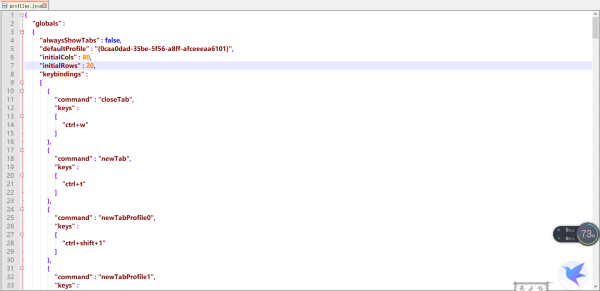 profiles.json
1 {
2 "globals" :
3 {
4 "alwaysShowTabs" : false,
5 "defaultProfile" : "{0caa0dad-35be-5f56-a8ff-afceeeaa6101}",
6 "initialCols" : 80,
7 "initialRows" : 20,
8 "keybindings" :
9 [
10 {
11 "command" : "closeTab",
12 "keys" :
13 [
14 "ctrl+w"
15 ]
16 },
17 {
18 "command" : "newTab",
19 "keys" :
20 [
21 "ctrl+t"
22 ]
23 },
24 {
25 "command" : "newTabProfile0",
26 "keys" :
27 [
28 "ctrl+shift+1"
29 ]
30 },
31 {
32 "command" : "newTabProfile1",
33 "keys" :
73%